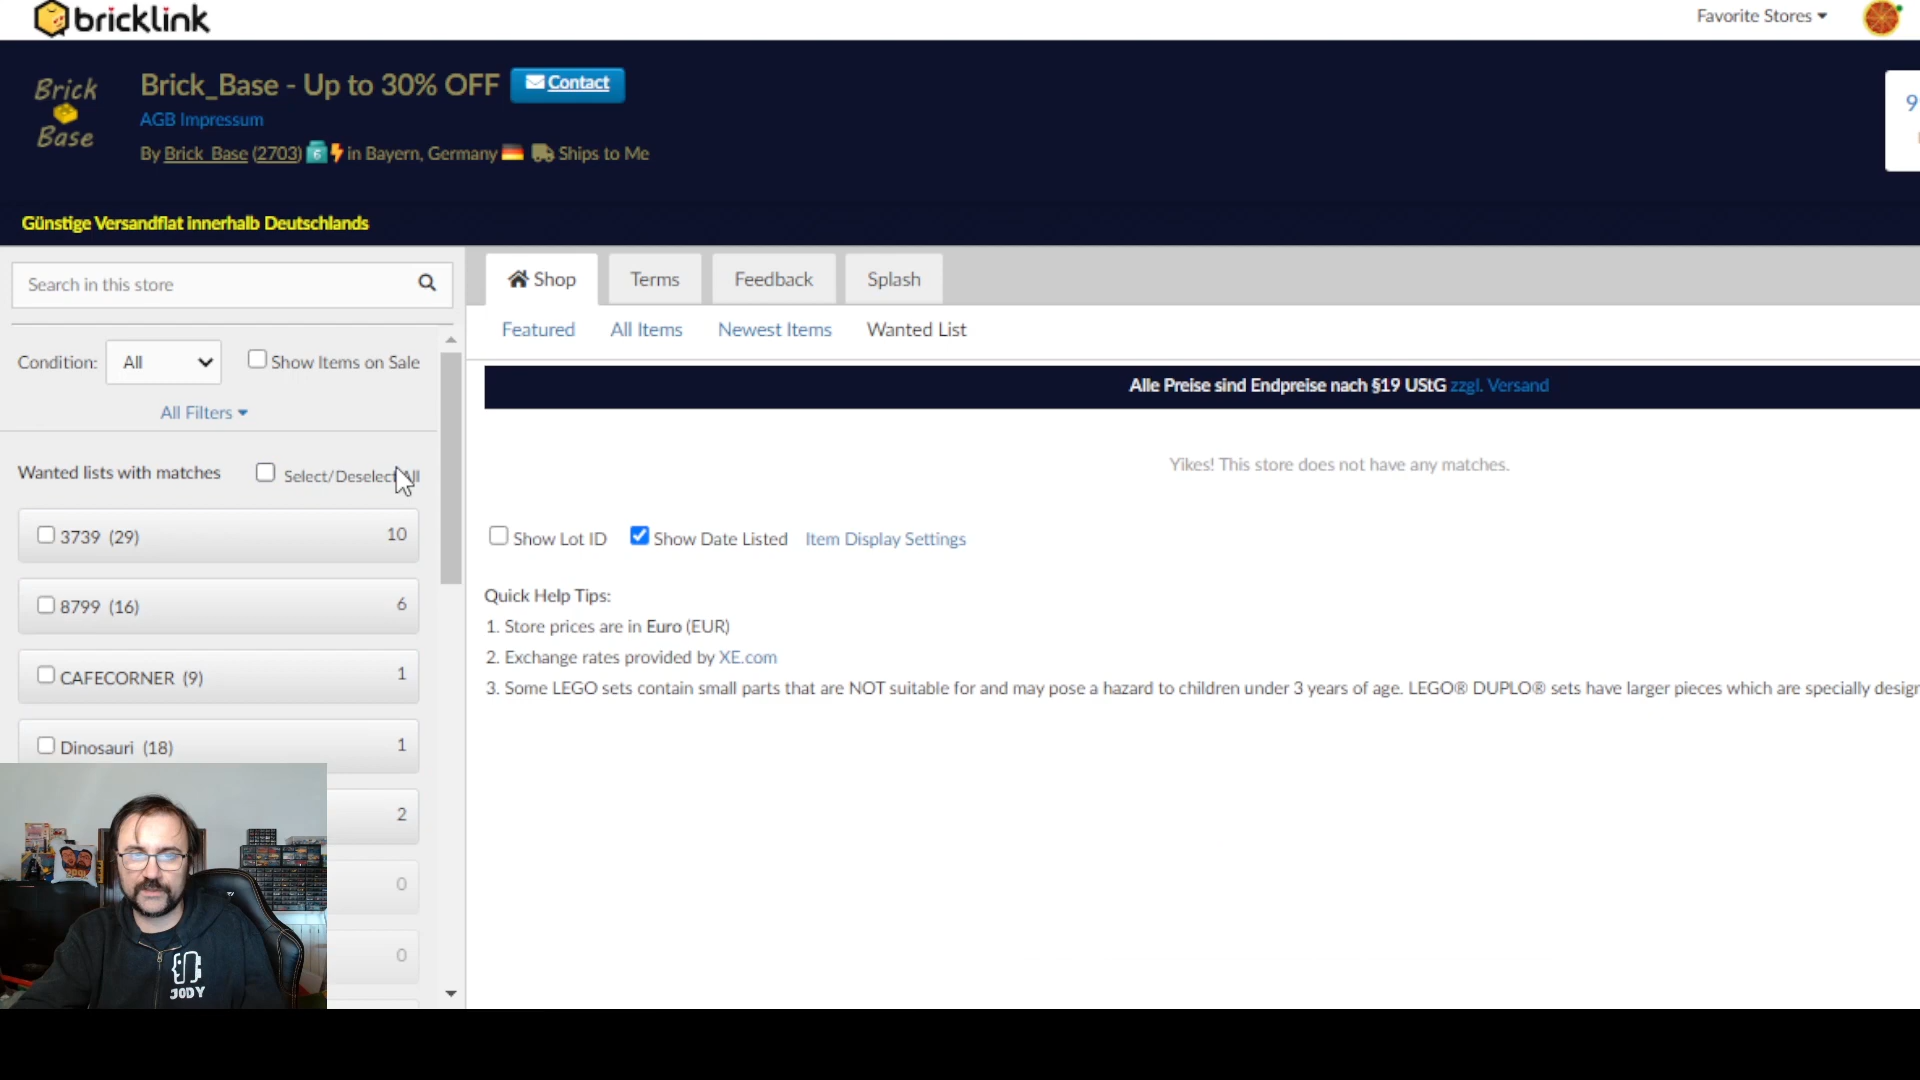 bricklink
Favorite Stores
Brick
Base
Brick_Base - Up to 30% OFF
Contact
AGB Impressum
By Brick_Base (2703) 6 in Bayern, Germany Ships to Me
9
Günstige Versandflat innerhalb Deutschlands
Search in this store
Shop
Terms
Feedback
Splash
Featured
All Items
Newest Items
Wanted List
Condition:
All
Show Items on Sale
All Filters
Alle Preise sind Endpreise nach §19 UStG zzgl. Versand
Wanted lists with matches
Select/Deselect All
Yikes! This store does not have any matches.
3739 (29) 10
8799 (16) 6
CAFECORNER (9) 1
Dinosauri (18) 1
2
0
0
Show Lot ID
Show Date Listed
Item Display Settings
Quick Help Tips:
1. Store prices are in Euro (EUR)
2. Exchange rates provided by XE.com
3. Some LEGO sets contain small parts that are NOT suitable for and may pose a hazard to children under 3 years of age. LEGO® DUPLO® sets have larger pieces which are specially design
JODY